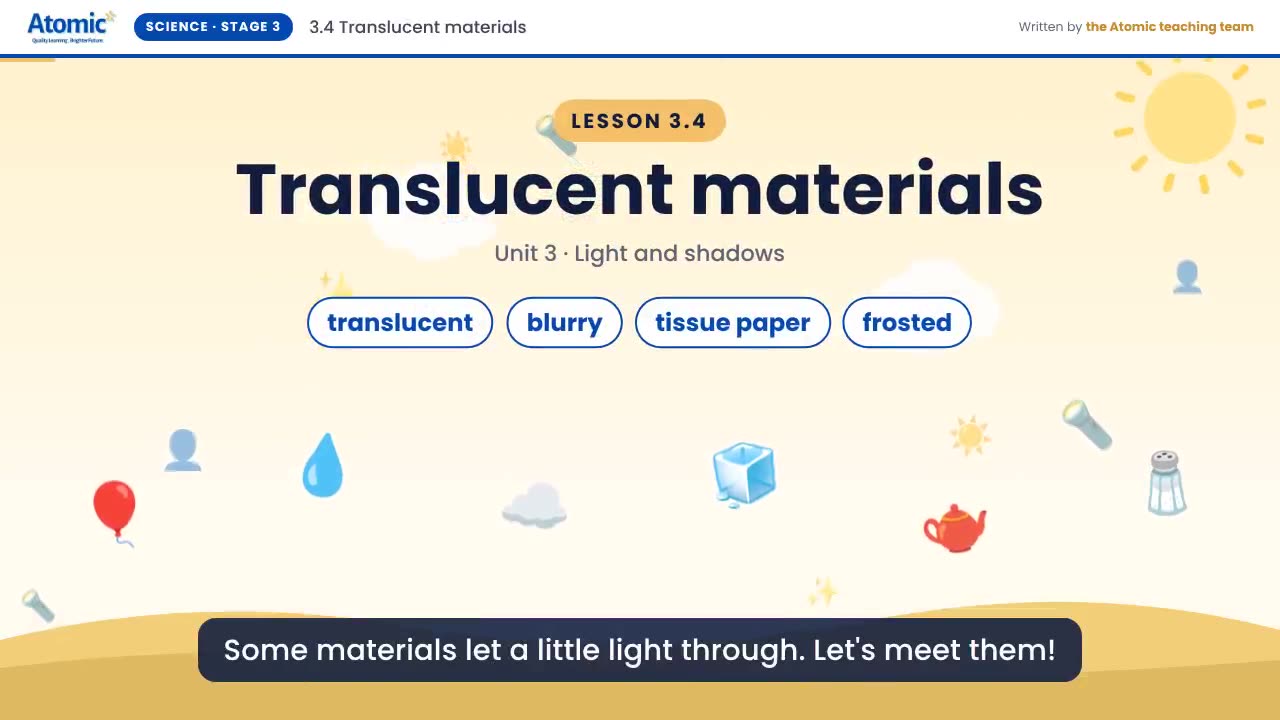 Atomic
Quality Learning · Brighter Future
SCIENCE · STAGE 3
3.4 Translucent materials
Written by the Atomic teaching team
LESSON 3.4
Translucent materials
Unit 3 · Light and shadows
translucent
blurry
tissue paper
frosted
Some materials let a little light through. Let's meet them!